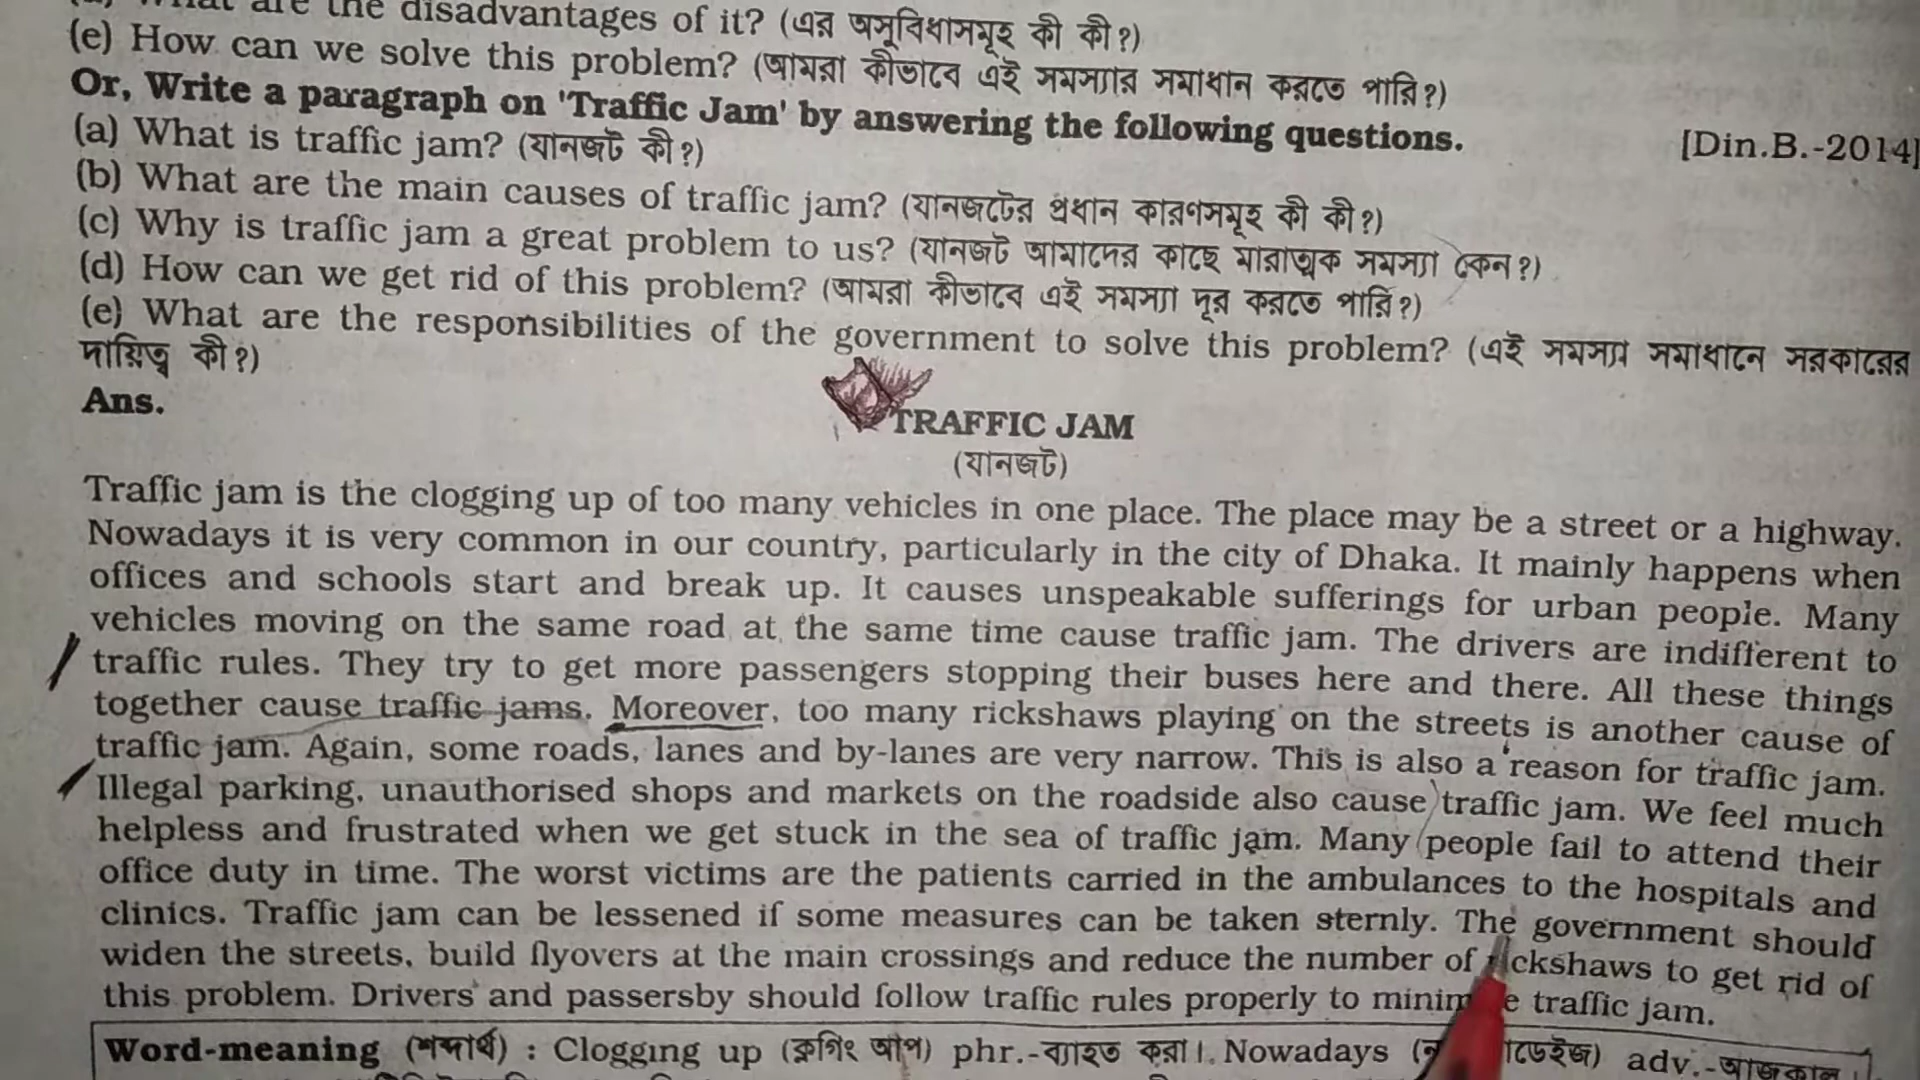 What are the disadvantages of it? (এর অসুবিধাসমূহ কী কী?)
(e) How can we solve this problem? (আমরা কীভাবে এই সমস্যার সমাধান করতে পারি?)
Or, Write a paragraph on 'Traffic Jam' by answering the following questions. [Din.B.-2014]
(a) What is traffic jam? (যানজট কী?)
(b) What are the main causes of traffic jam? (যানজটের প্রধান কারণসমূহ কী কী?)
(c) Why is traffic jam a great problem to us? (যানজট আমাদের কাছে মারাত্মক সমস্যা কেন?)
(d) How can we get rid of this problem? (আমরা কীভাবে এই সমস্যা দূর করতে পারি?)
(e) What are the responsibilities of the government to solve this problem? (এই সমস্যা সমাধানে সরকারের
দায়িত্ব কী?)
Ans.
TRAFFIC JAM
(যানজট)
Traffic jam is the clogging up of too many vehicles in one place. The place may be a street or a highway.
Nowadays it is very common in our country, particularly in the city of Dhaka. It mainly happens when
offices and schools start and break up. It causes unspeakable sufferings for urban people. Many
vehicles moving on the same road at the same time cause traffic jam. The drivers are indifferent to
traffic rules. They try to get more passengers stopping their buses here and there. All these things
together cause traffic jams. Moreover, too many rickshaws playing on the streets is another cause of
traffic jam. Again, some roads, lanes and by-lanes are very narrow. This is also a reason for traffic jam.
Illegal parking, unauthorised shops and markets on the roadside also cause traffic jam. We feel much
helpless and frustrated when we get stuck in the sea of traffic jam. Many people fail to attend their
office duty in time. The worst victims are the patients carried in the ambulances to the hospitals and
clinics. Traffic jam can be lessened if some measures can be taken sternly. The government should
widen the streets, build flyovers at the main crossings and reduce the number of rickshaws to get rid of
this problem. Drivers and passersby should follow traffic rules properly to minimise traffic jam.
Word-meaning (শব্দার্থ) : Clogging up (ক্লগিং আপ) phr.-ব্যাহত করা। Nowadays adv.-আজকাল।